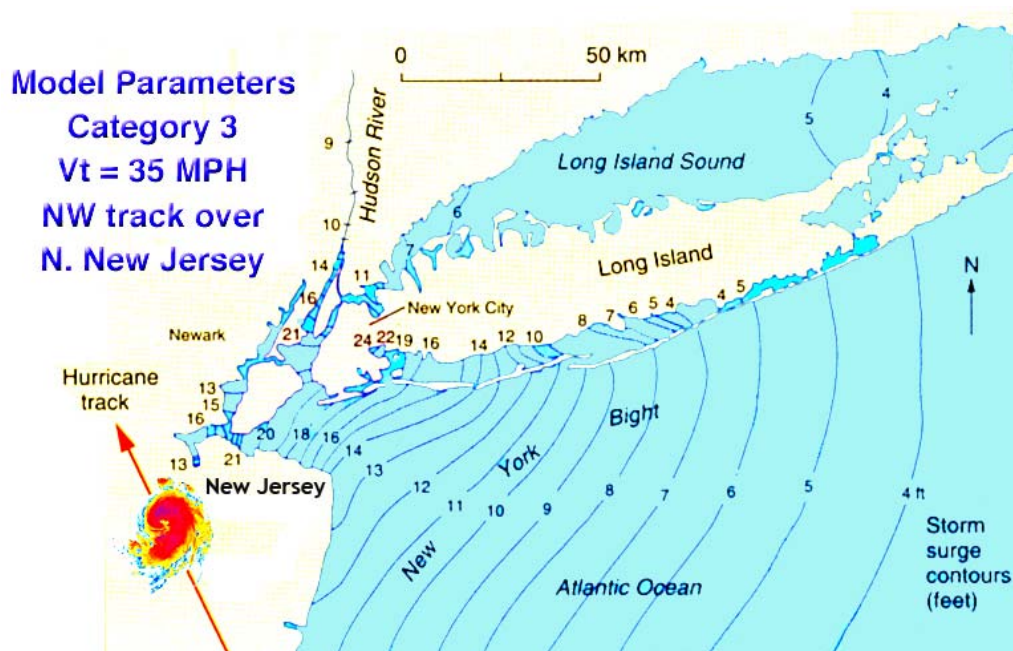 Model Parameters
Category 3
Vt = 35 MPH
NW track over
N. New Jersey
0 50 km
Hudson River
9
10
14
16
11
21
7
6
5
4
Long Island Sound
Long Island
N
New York City
Newark
24 22 19 16 14 12 10 8 7 6 5 4 4 5
Hurricane
track
13
15
16
13
21
20 18 16 14 13 12 11 10 9 8 7 6 5 4 ft
New Jersey
New York Bight
Atlantic Ocean
Storm
surge
contours
(feet)